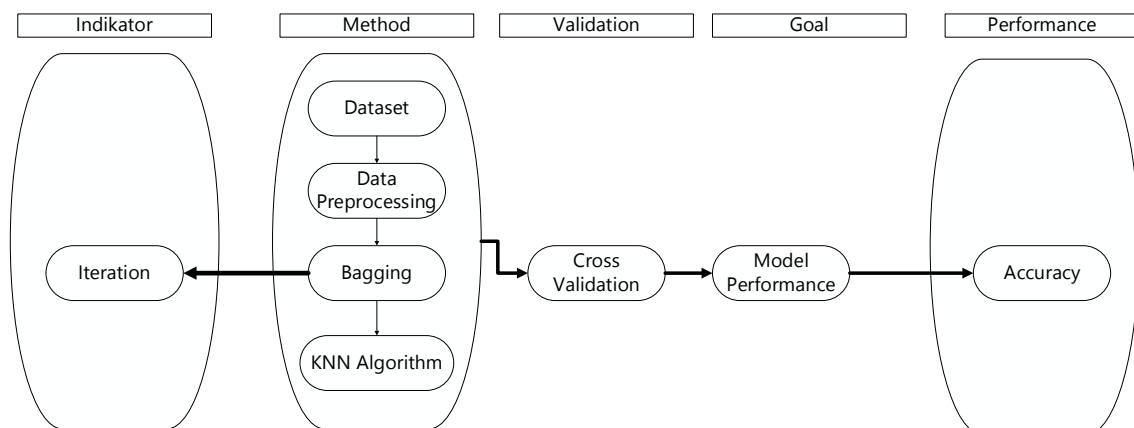 Indikator
Method
Validation
Goal
Performance
Dataset
Data
Preprocessing
Iteration
Bagging
Cross
Validation
Model
Performance
Accuracy
KNN Algorithm